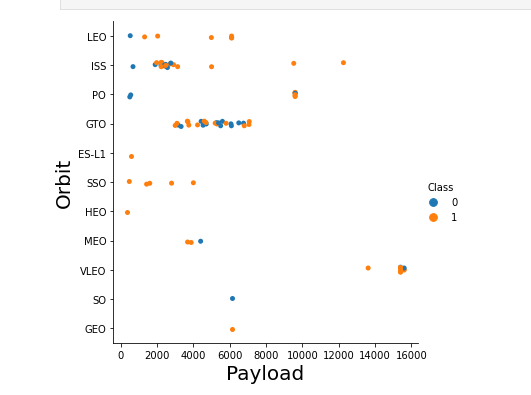 LEO
ISS
PO
GTO
ES-L1
SSO
HEO
MEO
VLEO
SO
GEO
Orbit
0 2000 4000 6000 8000 10000 12000 14000 16000
Payload
Class
0
1